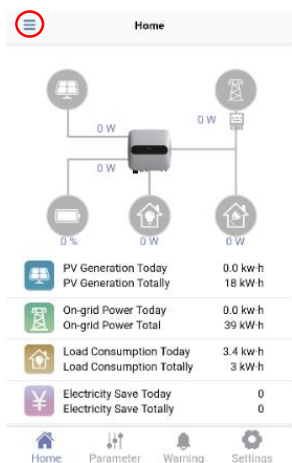 Home
0 W
0 W
0 W
0 %
0 W
0 W
PV Generation Today 0.0 kw·h
PV Generation Totally 18 kW·h
On-grid Power Today 0.0 kw·h
On-grid Power Total 39 kW·h
Load Consumption Today 3.4 kw·h
Load Consumption Totally 3 kW·h
¥
Electricity Save Today 0
Electricity Save Totally 0
Home Parameter Warning Settings